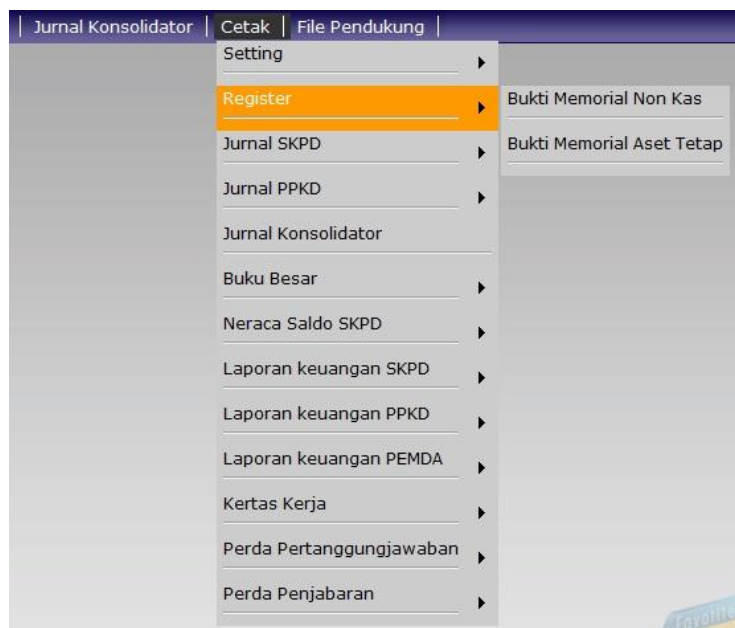 Jurnal Konsolidator | Cetak | File Pendukung
Setting
Register
Bukti Memorial Non Kas
Bukti Memorial Aset Tetap
Jurnal SKPD
Jurnal PPKD
Jurnal Konsolidator
Buku Besar
Neraca Saldo SKPD
Laporan keuangan SKPD
Laporan keuangan PPKD
Laporan keuangan PEMDA
Kertas Kerja
Perda Pertanggungjawaban
Perda Penjabaran